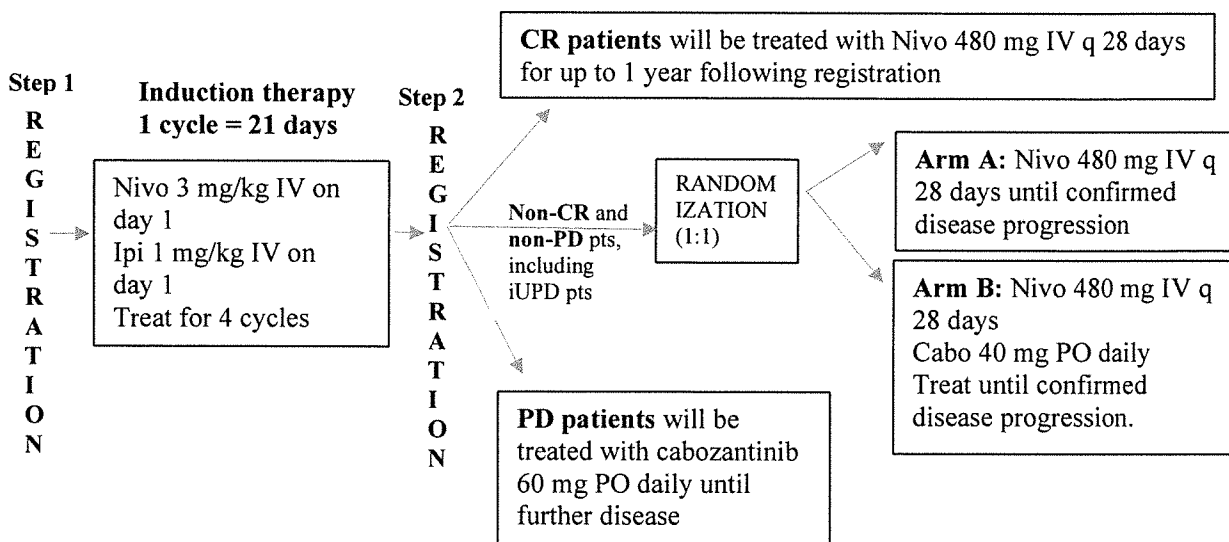 Step 1
R
E
G
I
S
T
R
A
T
I
O
N
Induction therapy
1 cycle = 21 days
Nivo 3 mg/kg IV on
day 1
Ipi 1 mg/kg IV on
day 1
Treat for 4 cycles
Step 2
R
E
G
I
S
T
R
A
T
I
O
N
CR patients will be treated with Nivo 480 mg IV q 28 days
for up to 1 year following registration
Non-CR and
non-PD pts,
including
iUPD pts
RANDOM
IZATION
(1:1)
Arm A: Nivo 480 mg IV q
28 days until confirmed
disease progression
Arm B: Nivo 480 mg IV q
28 days
Cabo 40 mg PO daily
Treat until confirmed
disease progression.
PD patients will be
treated with cabozantinib
60 mg PO daily until
further disease